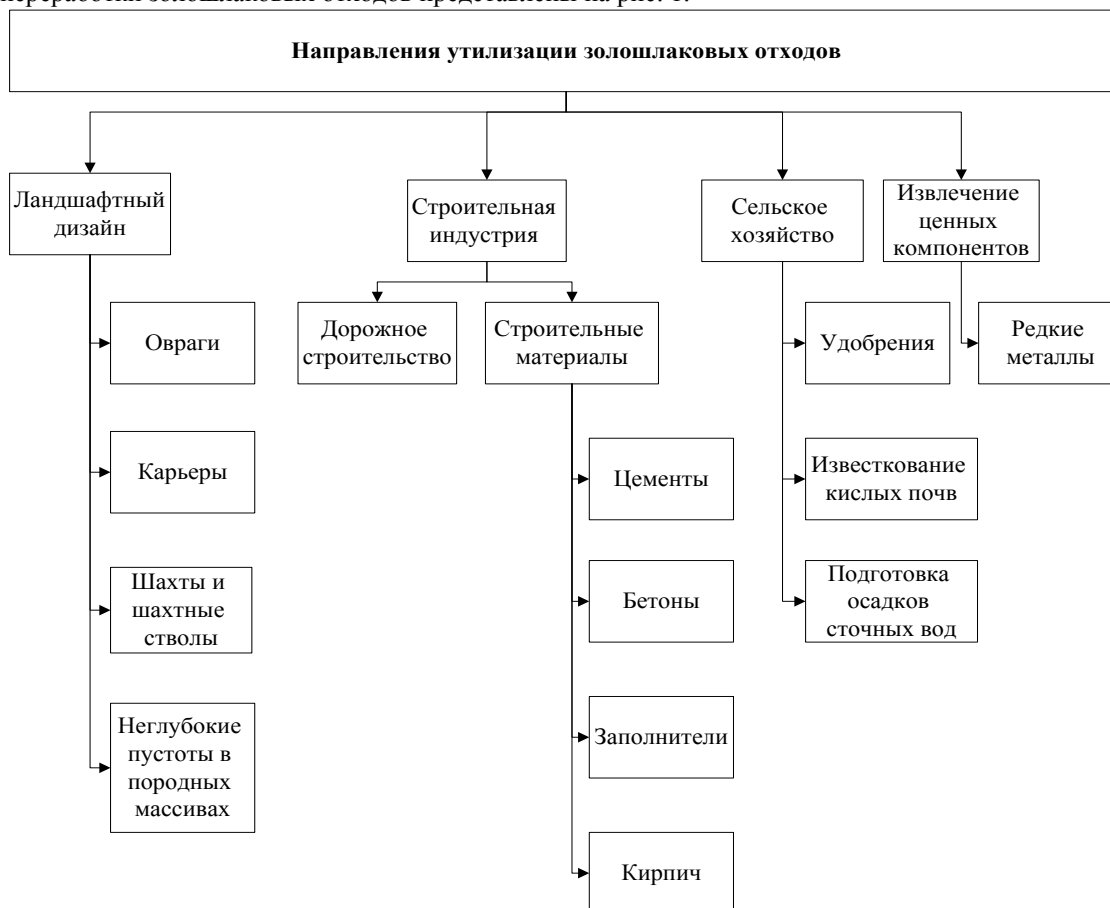 переработки золошлаковых отходов представлены на рис. 1.
Направления утилизации золошлаковых отходов
Ландшафтный
дизайн
Строительная
индустрия
Сельское
хозяйство
Извлечение
ценных
компонентов
Овраги
Дорожное
строительство
Строительные
материалы
Удобрения
Редкие
металлы
Карьеры
Цементы
Известкование
кислых почв
Шахты и
шахтные
стволы
Бетоны
Подготовка
осадков
сточных вод
Неглубокие
пустоты в
породных
массивах
Заполнители
Кирпич